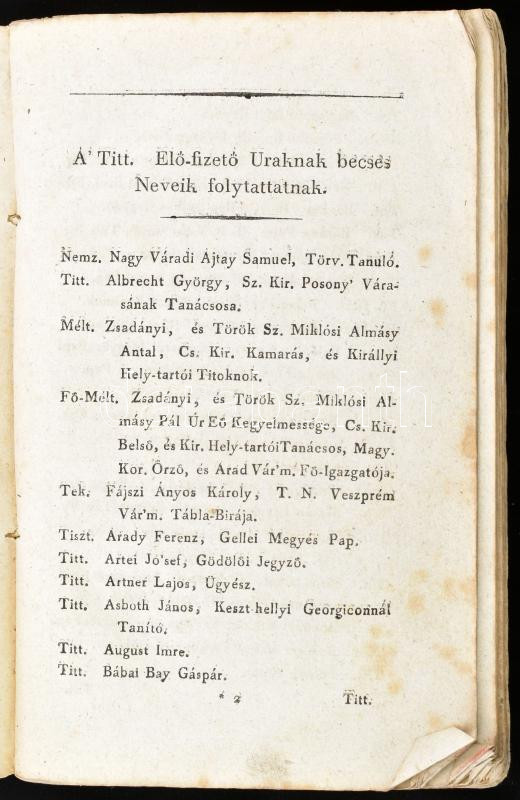 A' Titt. Elő-fizető Uraknak becses
Neveik folytattatnak.
Nemz. Nagy Váradi Ajtay Samuel, Törv. Tanuló.
Titt. Albrecht György, Sz. Kir. Posony' Vára-
sának Tanácsosa.
Mélt. Zsadányi, és Török Sz. Miklósi Almásy
Antal, Cs. Kir. Kamarás, és Királlyi
Hely-tartói Titoknok.
Fő-Mélt. Zsadányi, és Török Sz. Miklósi Al-
másy Pál Úr Eő Kegyelmessége, Cs. Kir.
Belső, és Kir. Hely-tartói Tanácsos, Magy.
Kor. Őrző, és Arad Vár'm. Fő-Igazgatója.
Tek. Fájszi Ányos Károly, T. N. Veszprém
Vár'm. Tábla-Birája.
Tiszt. Arady Ferenz, Gellei Megyés Pap.
Titt. Artei Jó'sef, Gödölői Jegyző.
Titt. Artner Lajos, Ügyész.
Titt. Asboth János, Keszthellyi Georgiconnál
Tanító.
Titt. August Imre.
Titt. Bábai Bay Gáspár.
* 2 Titt.